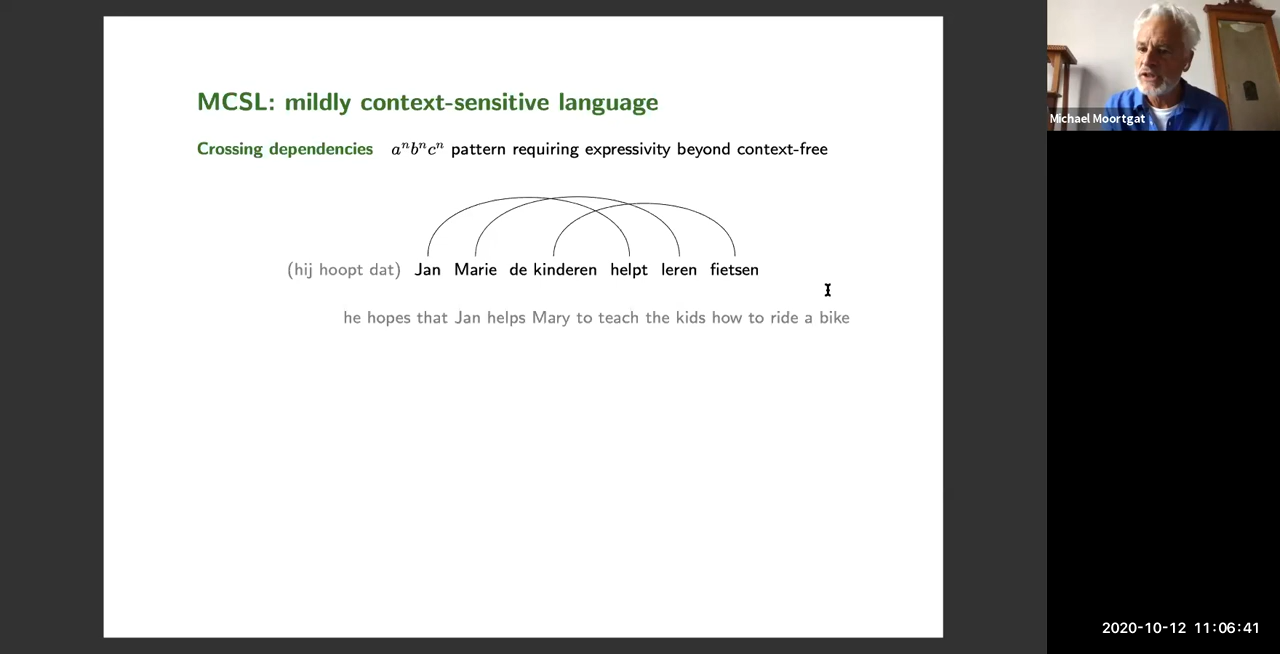 MCSL: mildly context-sensitive language
Crossing dependencies aⁿbⁿcⁿ pattern requiring expressivity beyond context-free
(hij hoopt dat) Jan Marie de kinderen helpt leren fietsen
he hopes that Jan helps Mary to teach the kids how to ride a bike
Michael Moortgat
2020-10-12 11:06:41